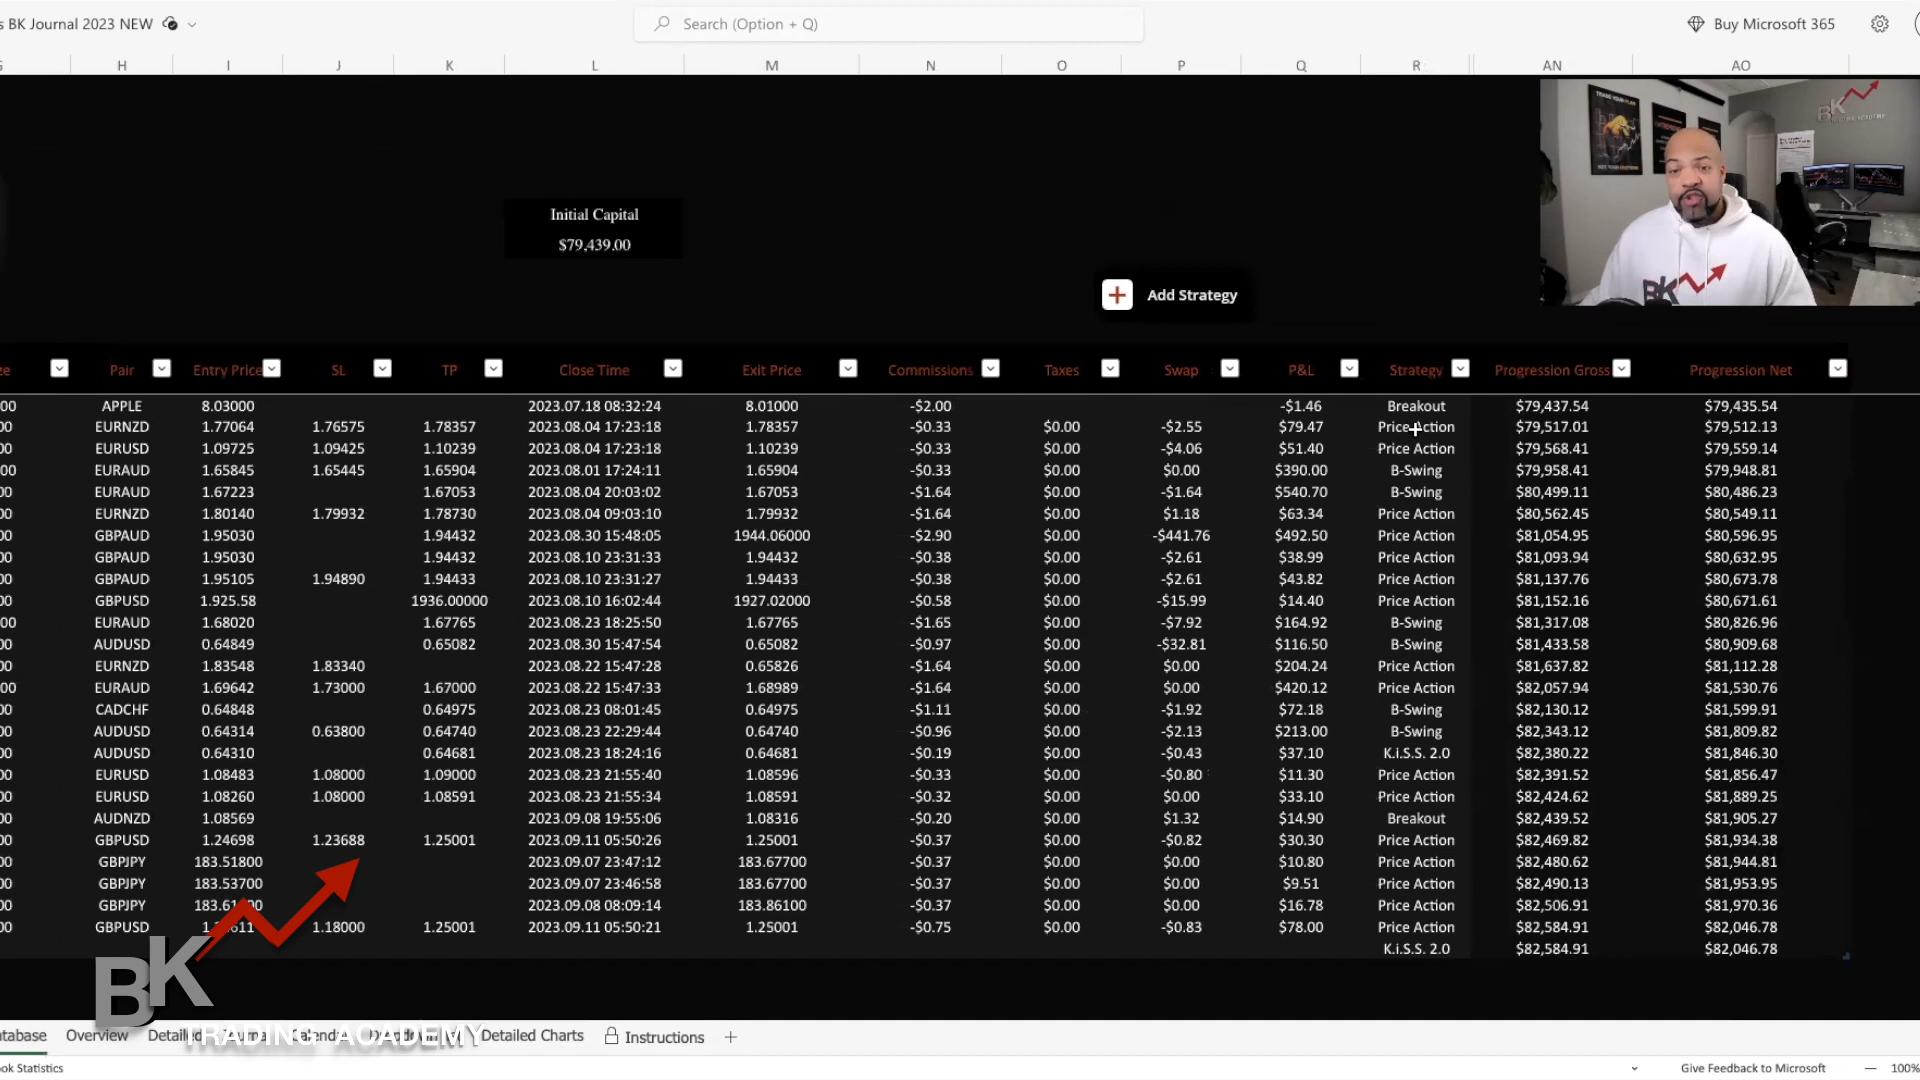 s BK Journal 2023 NEW
Search (Option + Q)
Buy Microsoft 365
H I J K L M N O P Q R AN AO
Initial Capital
$79,439.00
Add Strategy
Pair Entry Price SL TP Close Time Exit Price Commissions Taxes Swap P&L Strategy Progression Gross Progression Net
00 APPLE 8.03000 2023.07.18 08:32:24 8.01000 -$2.00 -$1.46 Breakout $79,437.54 $79,435.54
00 EURNZD 1.77064 1.76575 1.78357 2023.08.04 17:23:18 1.78357 -$0.33 $0.00 -$2.55 $79.47 Price Action $79,517.01 $79,512.13
00 EURUSD 1.09725 1.09425 1.10239 2023.08.04 17:23:18 1.10239 -$0.33 $0.00 -$4.06 $51.40 Price Action $79,568.41 $79,559.14
00 EURAUD 1.65845 1.65445 1.65904 2023.08.01 17:24:11 1.65904 -$0.33 $0.00 $0.00 $390.00 B-Swing $79,958.41 $79,948.81
00 EURAUD 1.67223 1.67053 2023.08.04 20:03:02 1.67053 -$1.64 $0.00 -$1.64 $540.70 B-Swing $80,499.11 $80,486.23
00 EURNZD 1.80140 1.79932 1.78730 2023.08.04 09:03:10 1.79932 -$1.64 $0.00 $1.18 $63.34 Price Action $80,562.45 $80,549.11
00 GBPAUD 1.95030 1.94432 2023.08.30 15:48:05 1944.06000 -$2.90 $0.00 -$441.76 $492.50 Price Action $81,054.95 $80,596.95
00 GBPAUD 1.95030 1.94432 2023.08.10 23:31:33 1.94432 -$0.38 $0.00 -$2.61 $38.99 Price Action $81,093.94 $80,632.95
00 GBPAUD 1.95105 1.94890 1.94433 2023.08.10 23:31:27 1.94433 -$0.38 $0.00 -$2.61 $43.82 Price Action $81,137.76 $80,673.78
00 GBPUSD 1.925.58 1936.00000 2023.08.10 16:02:44 1927.02000 -$0.58 $0.00 -$15.99 $14.40 Price Action $81,152.16 $80,671.61
00 EURAUD 1.68020 1.67765 2023.08.23 18:25:50 1.67765 -$1.65 $0.00 -$7.92 $164.92 B-Swing $81,317.08 $80,826.96
00 AUDUSD 0.64849 0.65082 2023.08.30 15:47:54 0.65082 -$0.97 $0.00 -$32.81 $116.50 B-Swing $81,433.58 $80,909.68
00 EURNZD 1.83548 1.83340 2023.08.22 15:47:28 0.65826 -$1.64 $0.00 $0.00 $204.24 Price Action $81,637.82 $81,112.28
00 EURAUD 1.69642 1.73000 1.67000 2023.08.22 15:47:33 1.68989 -$1.64 $0.00 $0.00 $420.12 Price Action $82,057.94 $81,530.76
00 CADCHF 0.64848 0.64975 2023.08.23 08:01:45 0.64975 -$1.11 $0.00 -$1.92 $72.18 B-Swing $82,130.12 $81,599.91
00 AUDUSD 0.64314 0.63800 0.64740 2023.08.23 22:29:44 0.64740 -$0.96 $0.00 -$2.13 $213.00 B-Swing $82,343.12 $81,809.82
00 AUDUSD 0.64310 0.64681 2023.08.23 18:24:16 0.64681 -$0.19 $0.00 -$0.43 $37.10 K.i.S.S. 2.0 $82,380.22 $81,846.30
00 EURUSD 1.08483 1.08000 1.09000 2023.08.23 21:55:40 1.08596 -$0.33 $0.00 -$0.80 $11.30 Price Action $82,391.52 $81,856.47
00 EURUSD 1.08260 1.08000 1.08591 2023.08.23 21:55:34 1.08591 -$0.32 $0.00 $0.00 $33.10 Price Action $82,424.62 $81,889.25
00 AUDNZD 1.08569 2023.09.08 19:55:06 1.08316 -$0.20 $0.00 $1.32 $14.90 Breakout $82,439.52 $81,905.27
00 GBPUSD 1.24698 1.23688 1.25001 2023.09.11 05:50:26 1.25001 -$0.37 $0.00 -$0.82 $30.30 Price Action $82,469.82 $81,934.38
00 GBPJPY 183.51800 2023.09.07 23:47:12 183.67700 -$0.37 $0.00 $0.00 $10.80 Price Action $82,480.62 $81,944.81
00 GBPJPY 183.53700 2023.09.07 23:46:58 183.67700 -$0.37 $0.00 $0.00 $9.51 Price Action $82,490.13 $81,953.95
00 GBPJPY 2023.09.08 08:09:14 183.86100 -$0.37 $0.00 $0.00 $16.78 Price Action $82,506.91 $81,970.36
00 GBPUSD 1.18000 1.25001 2023.09.11 05:50:21 1.25001 -$0.75 $0.00 -$0.83 $78.00 Price Action $82,584.91 $82,046.78
K.i.S.S. 2.0 $82,584.91 $82,046.78
BK
TRADING ACADEMY
tabase Overview Detailed Detailed Charts Instructions
ok Statistics
Give Feedback to Microsoft
100%